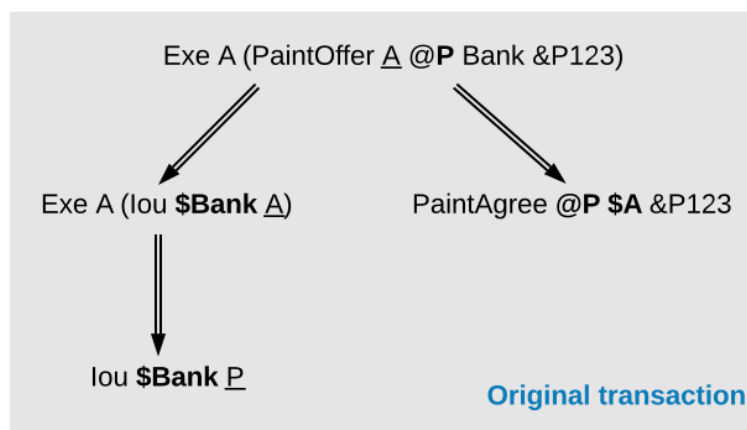 Exe A (PaintOffer A @P Bank &P123)
Exe A (Iou $Bank A)
PaintAgree @P $A &P123
Iou $Bank P
Original transaction